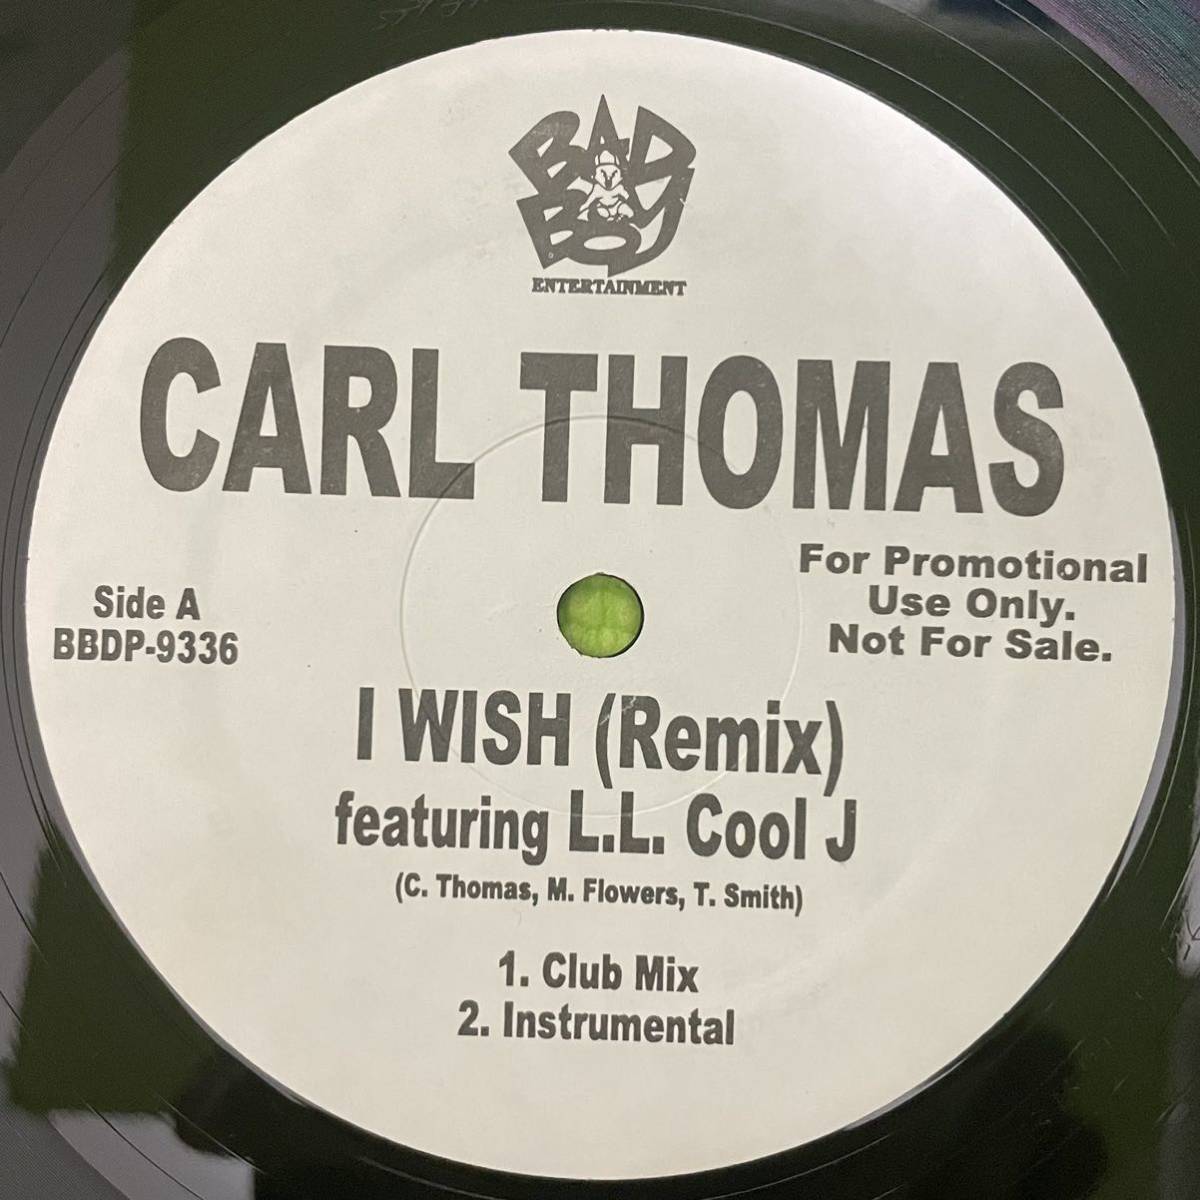 BAD
BOY
ENTERTAINMENT
CARL THOMAS
For Promotional
Use Only.
Not For Sale.
Side A
BBDP-9336
I WISH (Remix)
featuring L.L. Cool J
(C. Thomas, M. Flowers, T. Smith)
1. Club Mix
2. Instrumental